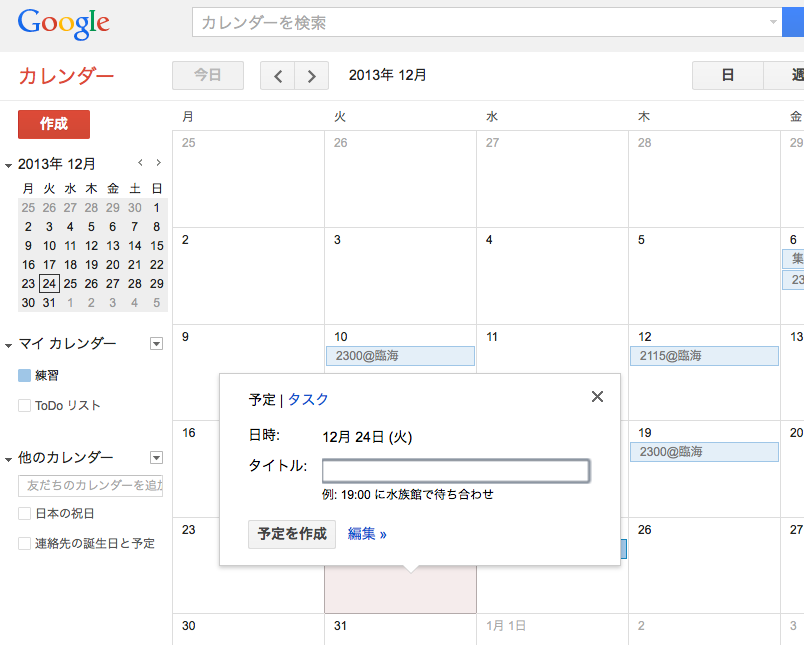 Google
カレンダーを検索
カレンダー
今日
2013年 12月
日
週
作成
2013年 12月
月 火 水 木 金 土 日
25 26 27 28 29 30 1
2 3 4 5 6 7 8
9 10 11 12 13 14 15
16 17 18 19 20 21 22
23 24 25 26 27 28 29
30 31 1 2 3 4 5
マイ カレンダー
練習
ToDo リスト
他のカレンダー
友だちのカレンダーを追
日本の祝日
連絡先の誕生日と予定
月 火 水 木 金
25 26 27 28 29
2 3 4 5 6
集
23
9 10 11 12 13
2300@臨海 2115@臨海
16 19 20
2300@臨海
予定 | タスク
日時: 12月 24日 (火)
タイトル:
例: 19:00 に水族館で待ち合わせ
予定を作成 編集 »
23 26 27
30 31 1月 1日 2 3